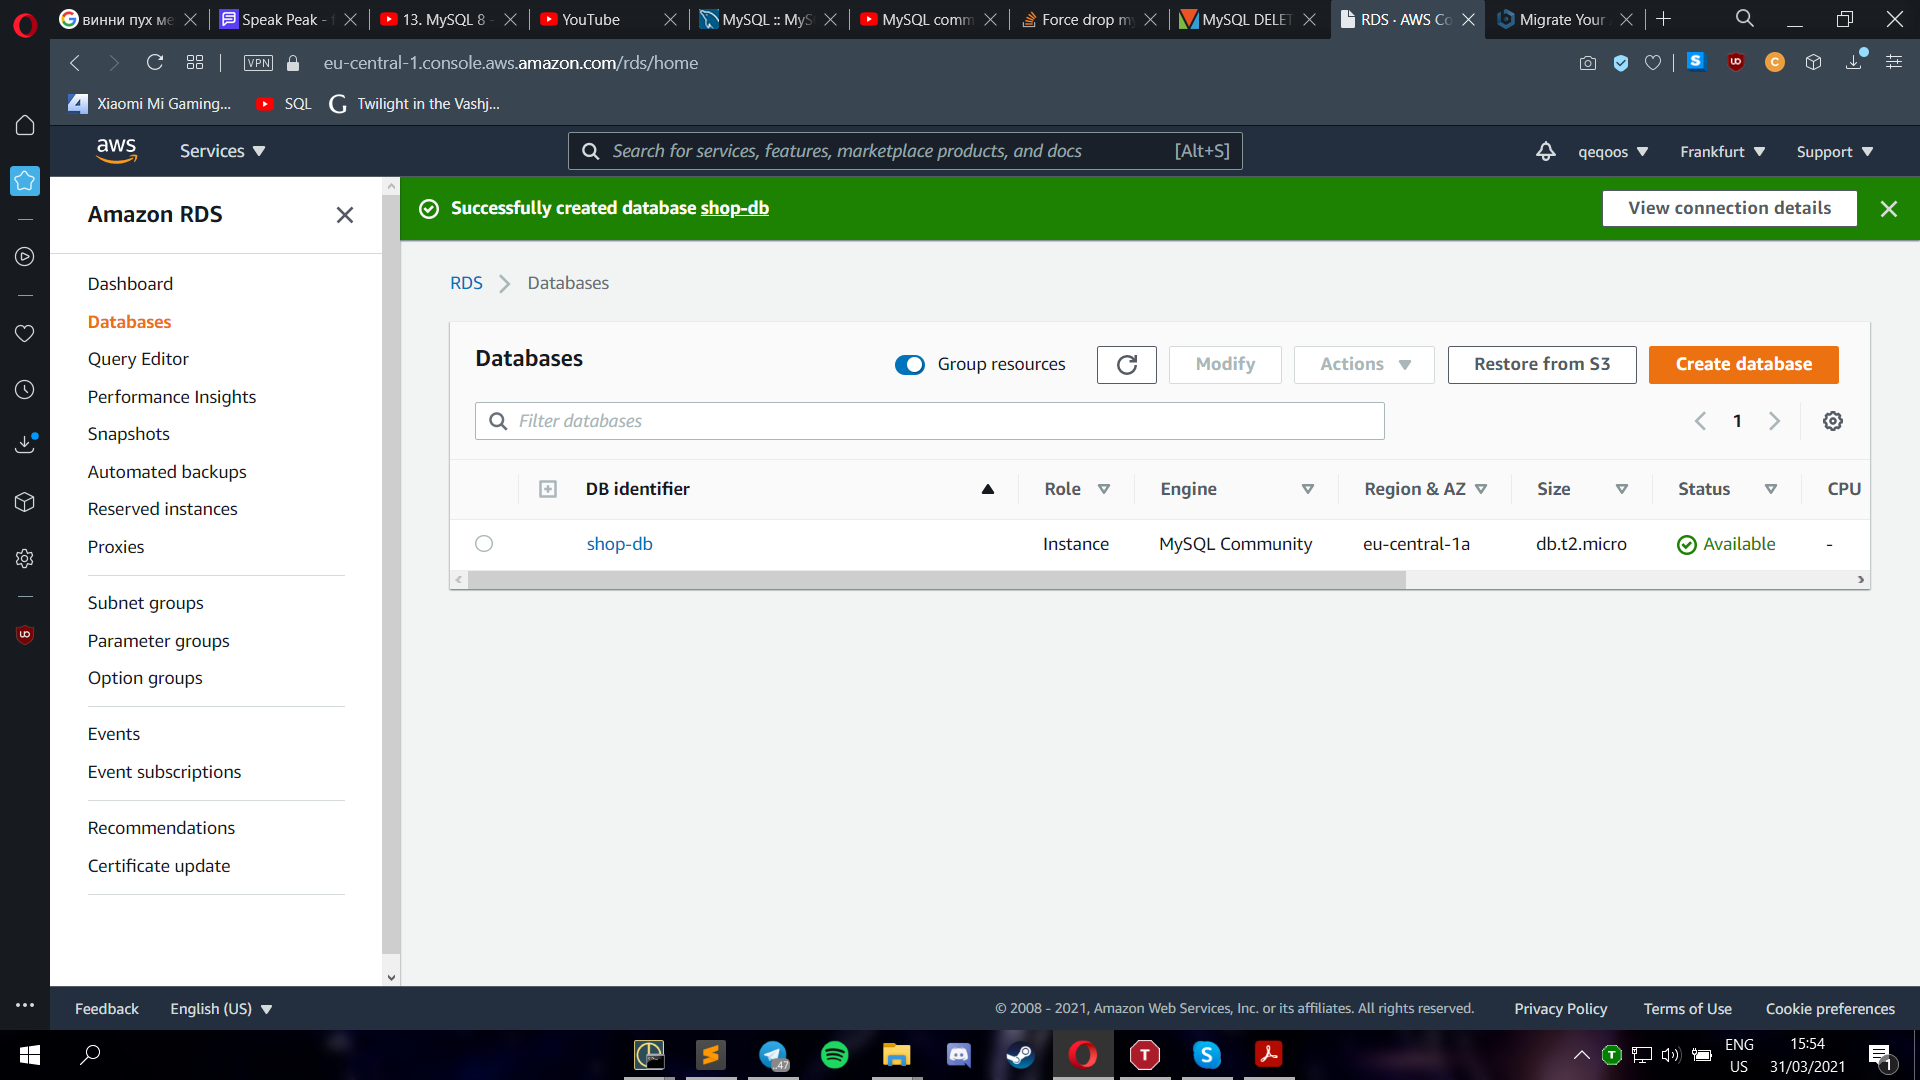 винни пух ме
Speak Peak - f
13. MySQL 8 -
YouTube
MySQL :: MyS
MySQL comm
Force drop my
MySQL DELET
RDS · AWS Co
Migrate Your
VPN
eu-central-1.console.aws.amazon.com/rds/home
Xiaomi Mi Gaming...
SQL
Twilight in the Vashj...
aws
Services
Search for services, features, marketplace products, and docs
[Alt+S]
qeqoos
Frankfurt
Support
Amazon RDS
Dashboard
Databases
Query Editor
Performance Insights
Snapshots
Automated backups
Reserved instances
Proxies
Subnet groups
Parameter groups
Option groups
Events
Event subscriptions
Recommendations
Certificate update
Successfully created database shop-db
View connection details
RDS
Databases
Databases
Group resources
Modify
Actions
Restore from S3
Create database
Filter databases
1
DB identifier
Role
Engine
Region & AZ
Size
Status
CPU
shop-db
Instance
MySQL Community
eu-central-1a
db.t2.micro
Available
-
Feedback
English (US)
© 2008 - 2021, Amazon Web Services, Inc. or its affiliates. All rights reserved.
Privacy Policy
Terms of Use
Cookie preferences
47
ENG
US
15:54
31/03/2021
1